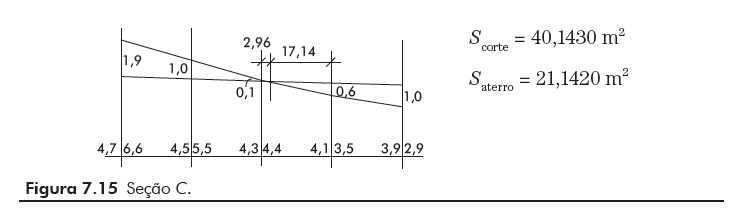 2,96
17,14
1,9
1,0
0,1
0,6
1,0
4,7 6,6 4,5 5,5 4,3 4,4 4,1 3,5 3,9 2,9
S corte = 40,1430 m²
S aterro = 21,1420 m²
Figura 7.15 Seção C.